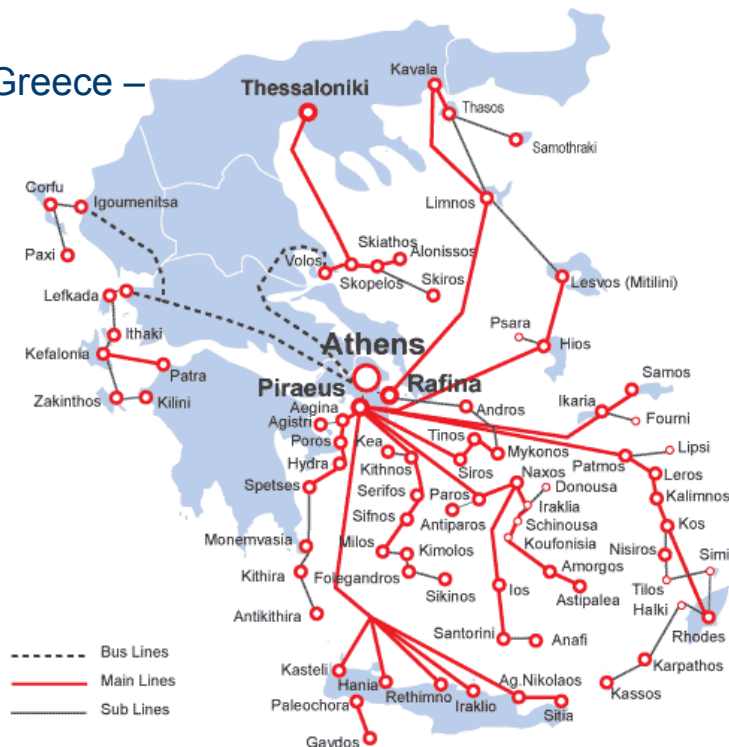 Greece –
Thessaloniki
Kavala
Thasos
Samothraki
Corfu
Igoumenitsa
Limnos
Paxi
Volos
Skiathos
Alonissos
Skopelos
Skiros
Lesvos (Mitilini)
Lefkada
Ithaki
Psara
Hios
Kefalonia
Patra
Athens
Piraeus
Rafina
Samos
Ikaria
Fourni
Zakinthos
Kilini
Aegina
Agistri
Andros
Poros
Kea
Tinos
Mykonos
Patmos
Lipsi
Hydra
Kithnos
Siros
Naxos
Leros
Spetses
Serifos
Paros
Donousa
Kalimnos
Sifnos
Antiparos
Iraklia
Schinousa
Kos
Monemvasia
Milos
Kimolos
Koufonisia
Nisiros
Simi
Kithira
Folegandros
Amorgos
Tilos
Sikinos
Ios
Astipalea
Halki
Antikithira
Rhodes
Santorini
Anafi
Bus Lines
Main Lines
Sub Lines
Karpathos
Kasteli
Hania
Ag.Nikolaos
Kassos
Paleochora
Rethimno
Iraklio
Sitia
Gavdos